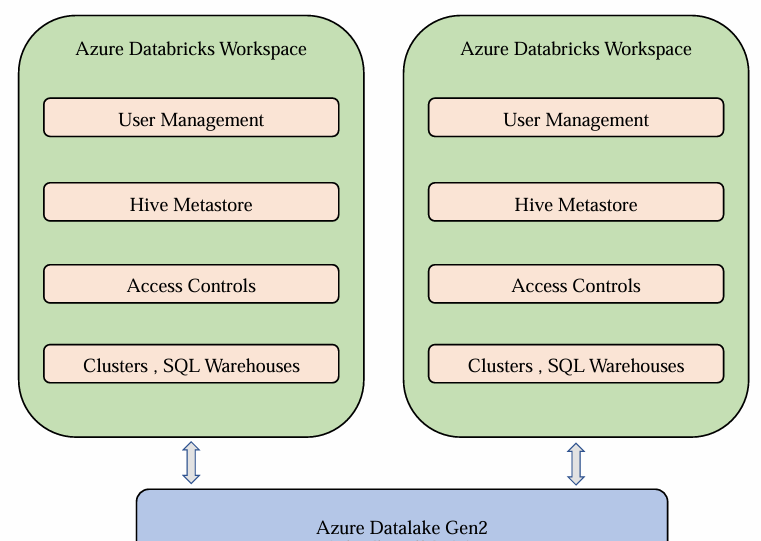 Azure Databricks Workspace
User Management
Hive Metastore
Access Controls
Clusters , SQL Warehouses
Azure Databricks Workspace
User Management
Hive Metastore
Access Controls
Clusters , SQL Warehouses
Azure Datalake Gen2